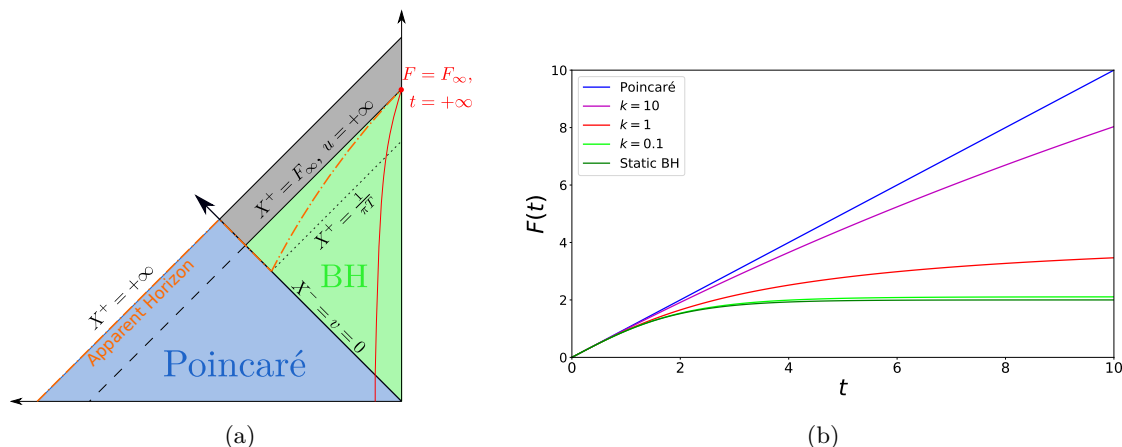 F = F∞,
t = +∞
X⁺ = F∞, u = +∞
X⁺ = 1/πT
BH
X⁺ = +∞
Apparent Horizon
X⁻ = v = 0
Poincaré
(a)
10
8
6
4
2
0
F(t)
Poincaré
k = 10
k = 1
k = 0.1
Static BH
0 2 4 6 8 10
t
(b)